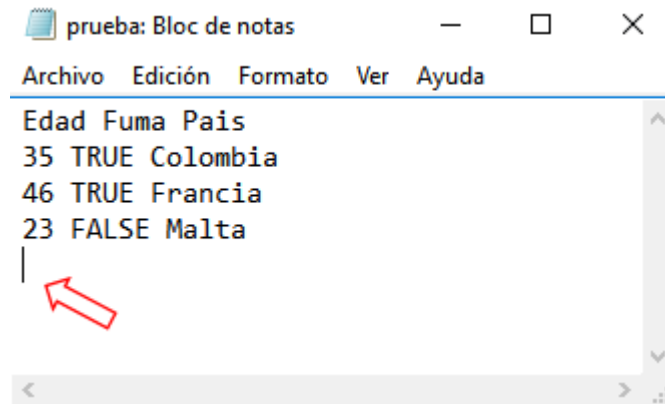 prueba: Bloc de notas
Archivo Edición Formato Ver Ayuda
Edad Fuma Pais
35 TRUE Colombia
46 TRUE Francia
23 FALSE Malta